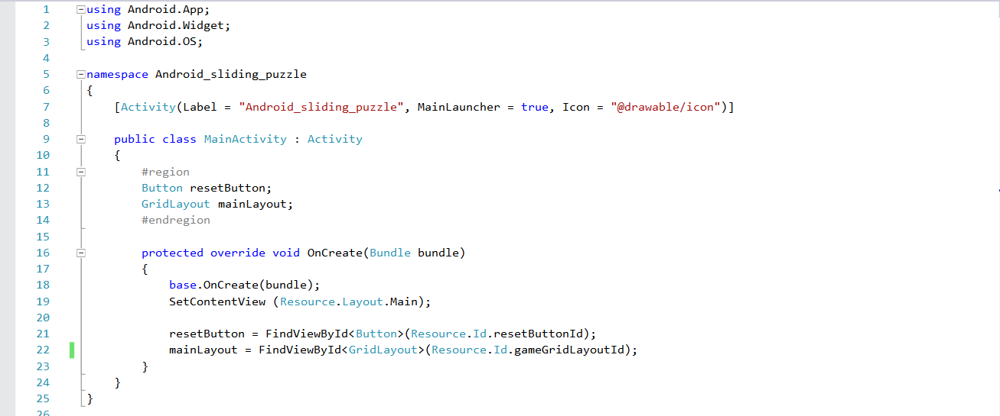 1 using Android.App;
2 using Android.Widget;
3 using Android.OS;
4
5 namespace Android_sliding_puzzle
6 {
7 [Activity(Label = "Android_sliding_puzzle", MainLauncher = true, Icon = "@drawable/icon")]
8
9 public class MainActivity : Activity
10 {
11 #region
12 Button resetButton;
13 GridLayout mainLayout;
14 #endregion
15
16 protected override void OnCreate(Bundle bundle)
17 {
18 base.OnCreate(bundle);
19 SetContentView (Resource.Layout.Main);
20
21 resetButton = FindViewById<Button>(Resource.Id.resetButtonId);
22 mainLayout = FindViewById<GridLayout>(Resource.Id.gameGridLayoutId);
23 }
24 }
25 }
26